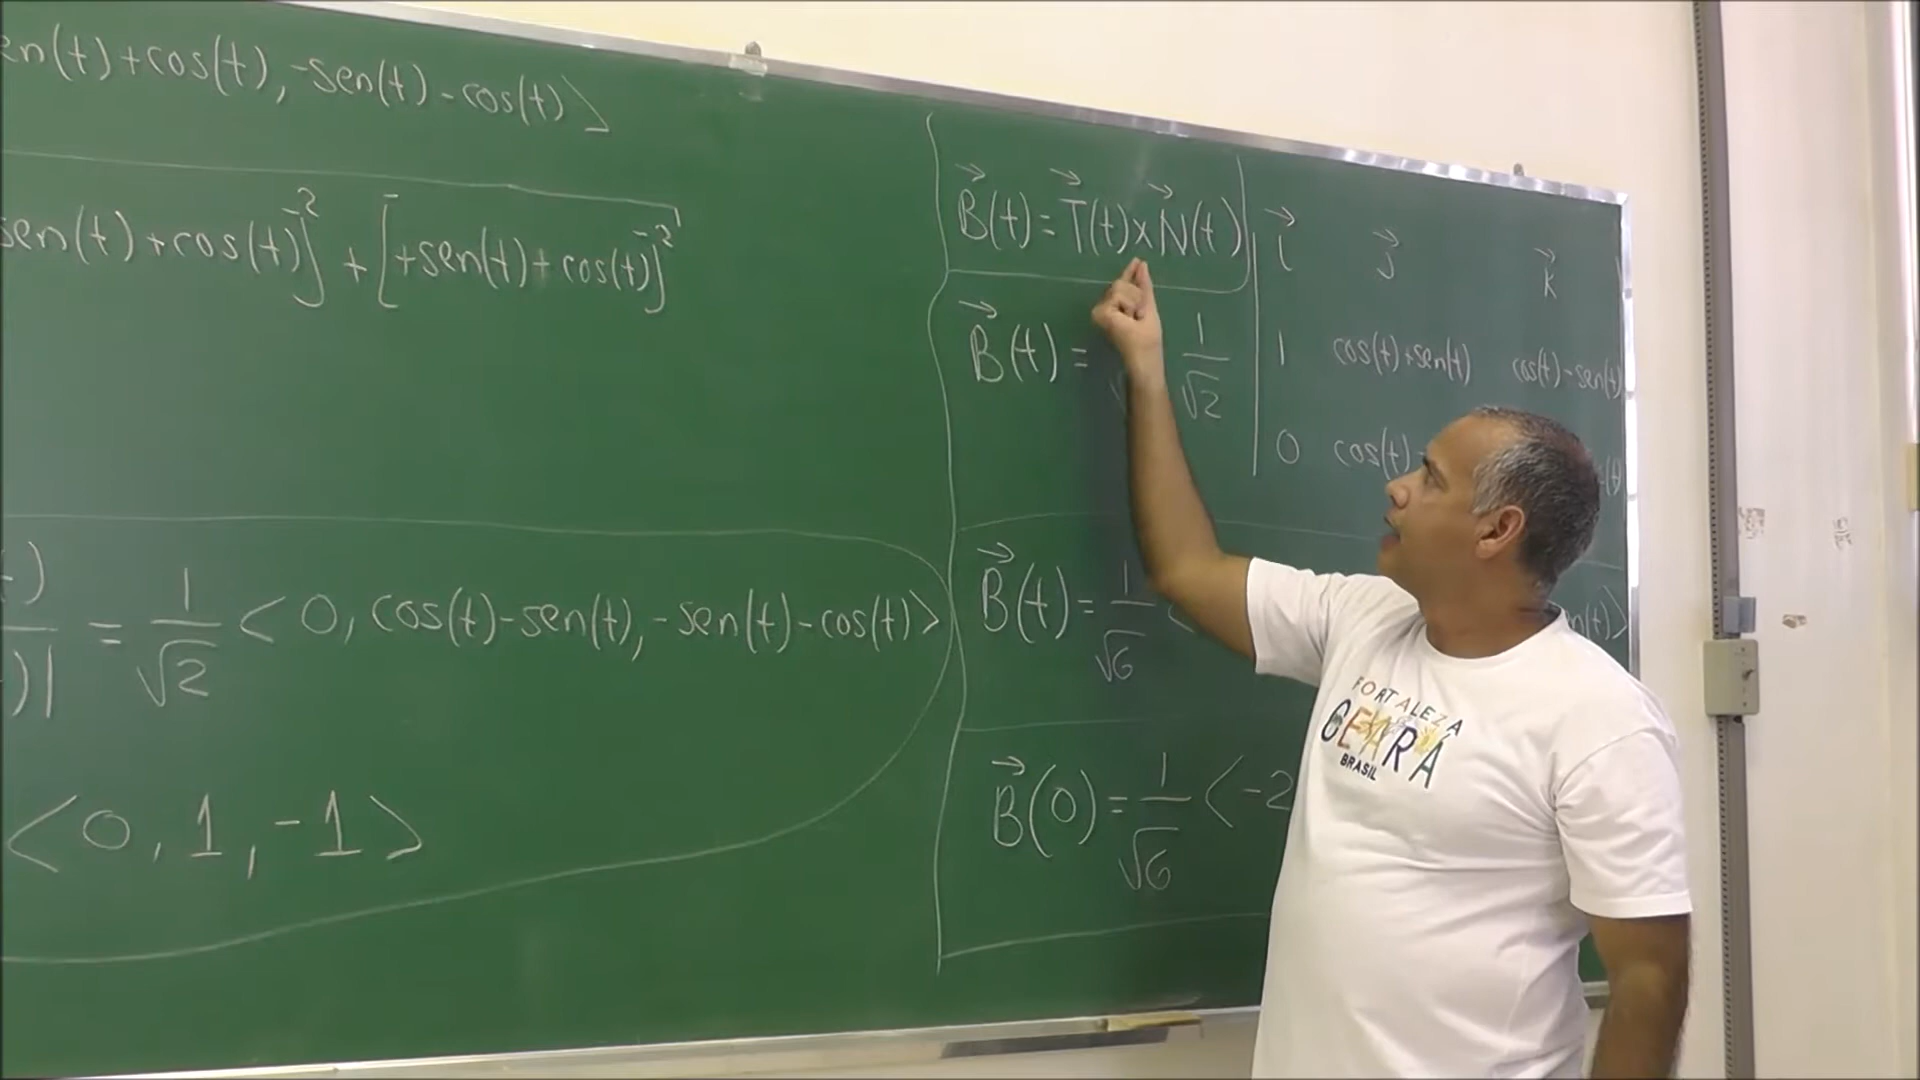 sen(t)+cos(t), -sen(t) - cos(t)>
sen(t)+cos(t)]² + [+sen(t)+cos(t)]²
= 1/√2 < 0, cos(t)-sen(t), -sen(t)-cos(t)>
<0, 1, -1>
B(t) = T(t)×N(t)
i j k
B(t) = 1/√2
1 cos(t)+sen(t) cos(t)-sen(t)
0 cos(t)
B(t) = 1/√6 <
B(0) = 1/√6 <-2
FORTALEZA
CEARÁ
BRASIL